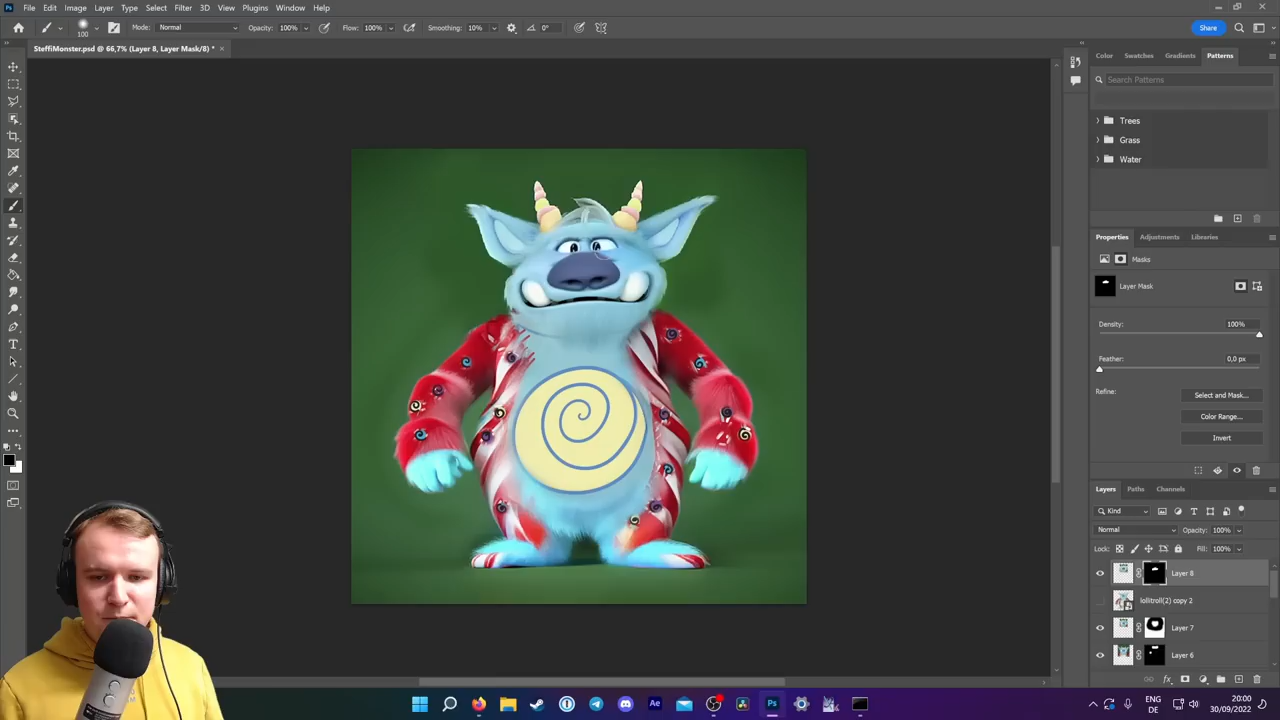 File Edit Image Layer Type Select Filter 3D View Plugins Window Help
100 Mode: Normal Opacity: 100% Flow: 100% Smoothing: 10% 0° Share
SteffiMonster.psd @ 66,7% (Layer 8, Layer Mask/8) *
Color Swatches Gradients Patterns
Search Patterns
Trees
Grass
Water
Properties Adjustments Libraries
Masks
Layer Mask
Density: 100%
Feather: 0,0 px
Refine: Select and Mask...
Color Range...
Invert
Layers Paths Channels
Kind
Normal Opacity: 100%
Lock: Fill: 100%
Layer 8
lollitroll(2) copy 2
Layer 7
Layer 6
Ps
Ae
Ps
ENG
DE
20:00
30/09/2022